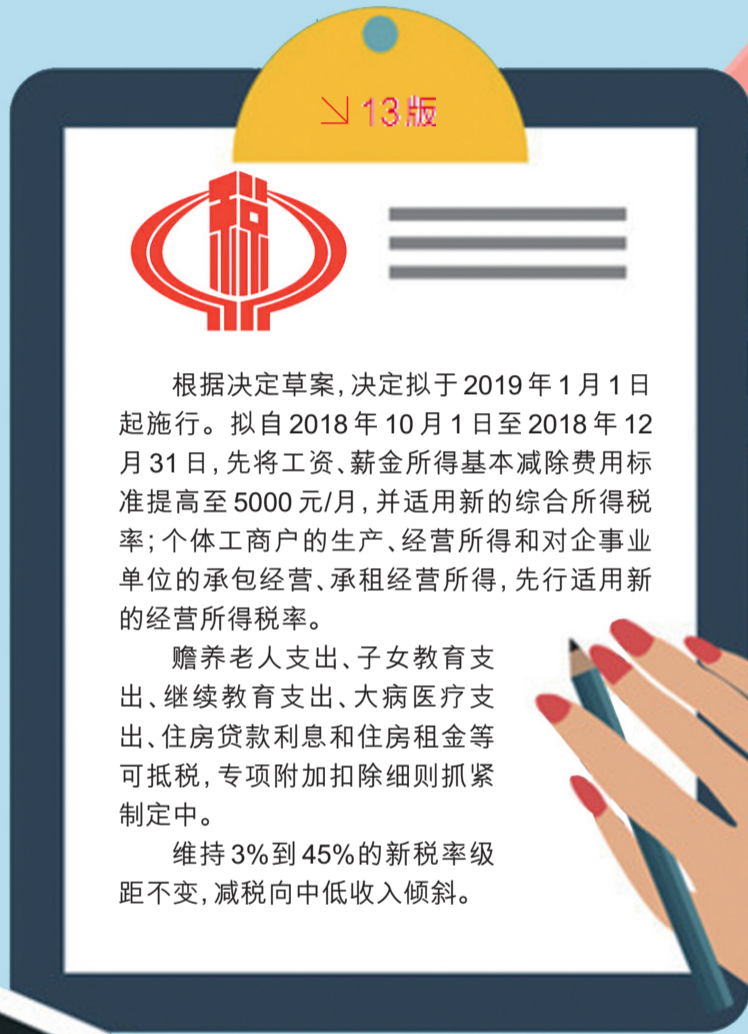 ↘13版
税
根据决定草案,决定拟于2019年1月1日
起施行。拟自2018年10月1日至2018年12
月31日,先将工资、薪金所得基本减除费用标
准提高至5000元/月,并适用新的综合所得税
率;个体工商户的生产、经营所得和对企事业
单位的承包经营、承租经营所得,先行适用新
的经营所得税率。
赡养老人支出、子女教育支
出、继续教育支出、大病医疗支
出、住房贷款利息和住房租金等
可抵税,专项附加扣除细则抓紧
制定中。
维持3%到45%的新税率级
距不变,减税向中低收入倾斜。